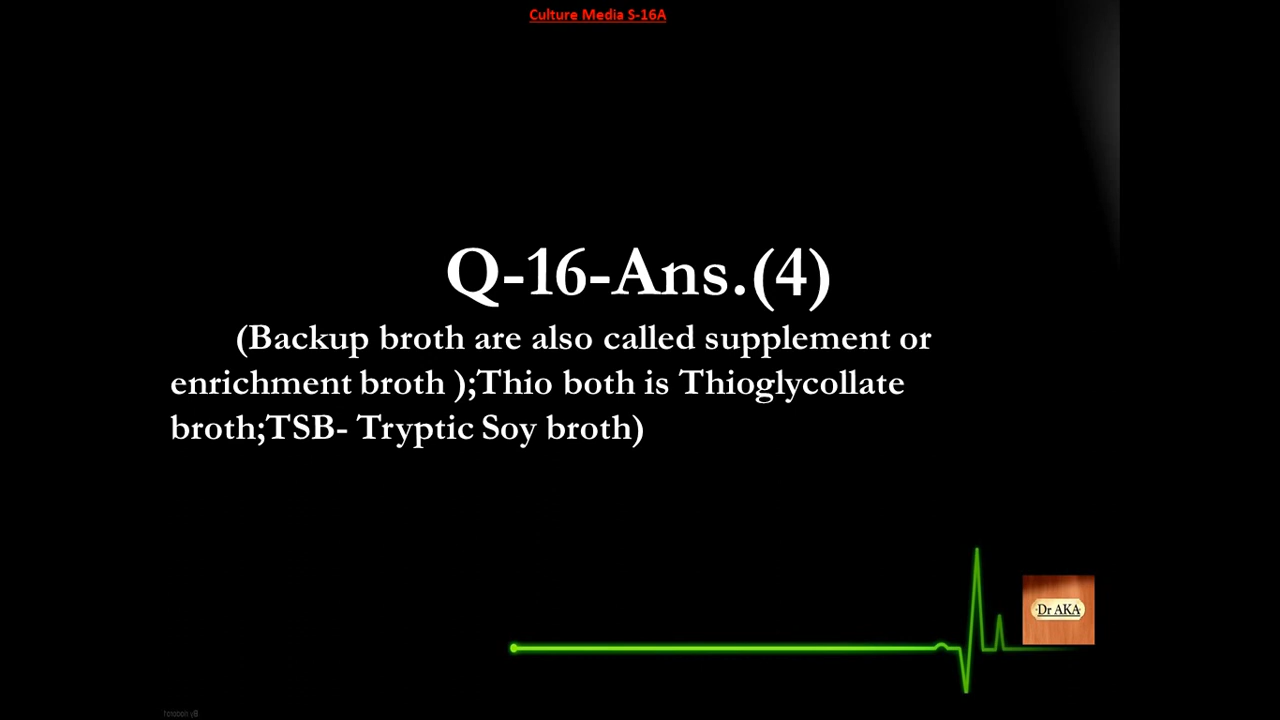 Culture Media S-16A
Q-16-Ans.(4)
(Backup broth are also called supplement or
enrichment broth );Thio both is Thioglycollate
broth;TSB- Tryptic Soy broth)
Dr AKA